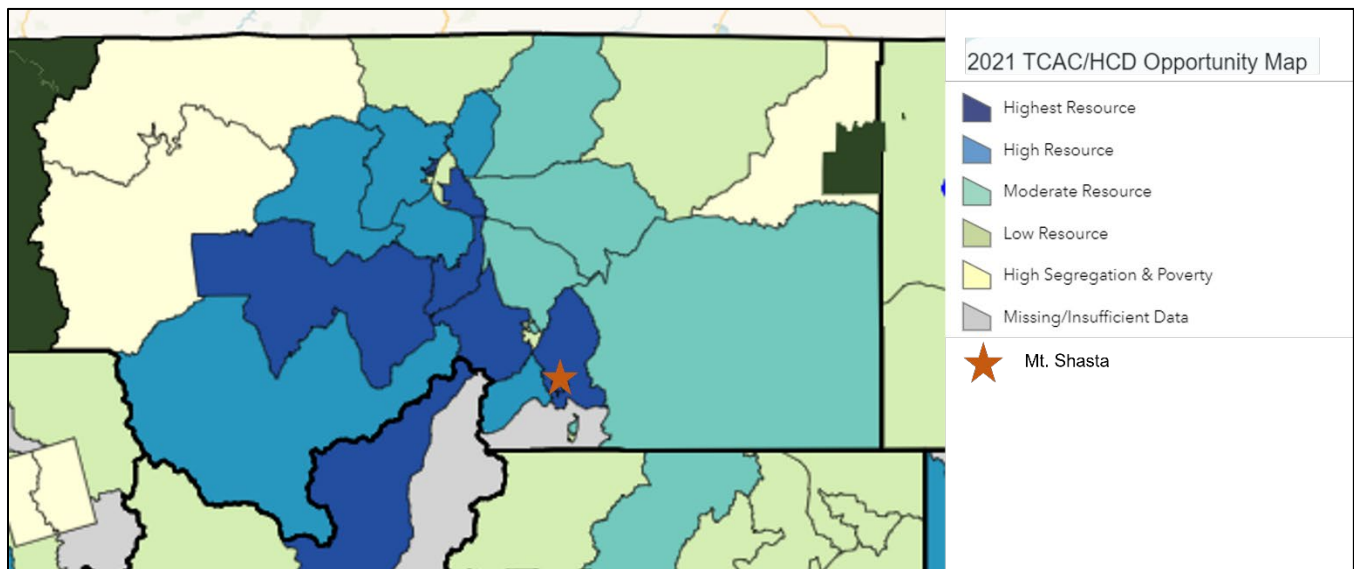 2021 TCAC/HCD Opportunity Map
Highest Resource
High Resource
Moderate Resource
Low Resource
High Segregation & Poverty
Missing/Insufficient Data
Mt. Shasta